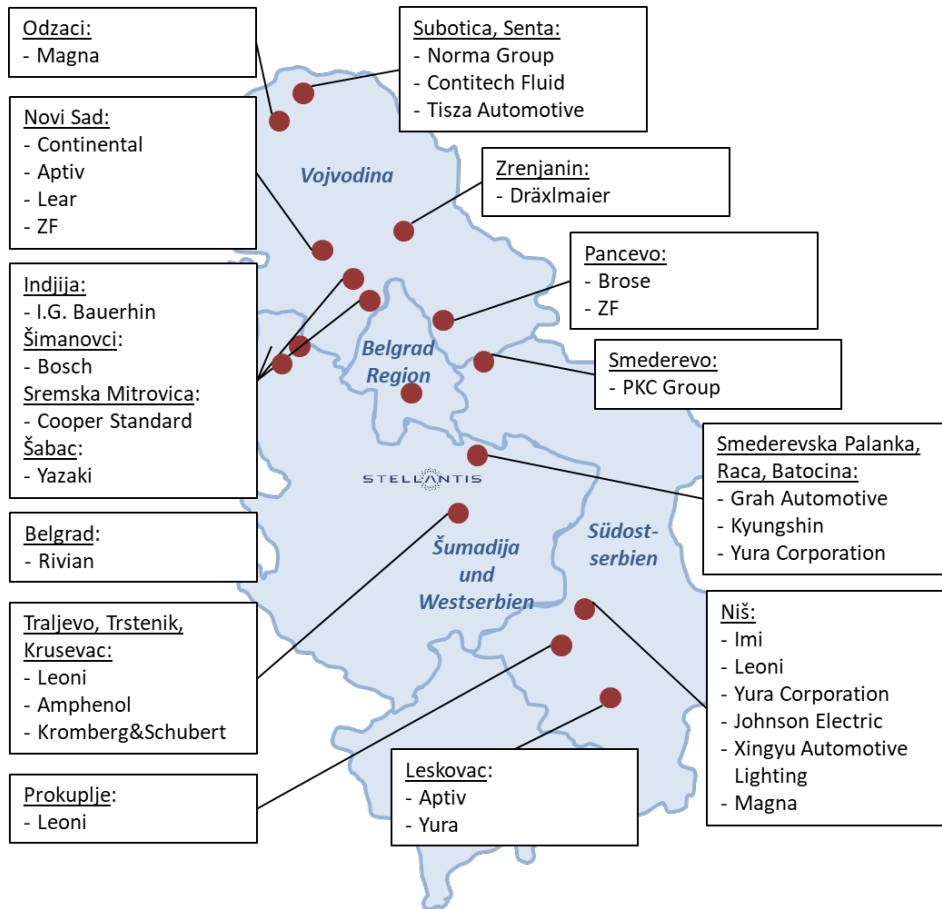 Odzaci:
- Magna
Subotica, Senta:
- Norma Group
- Contitech Fluid
- Tisza Automotive
Novi Sad:
- Continental
- Aptiv
- Lear
- ZF
Vojvodina
Zrenjanin:
- Dräxlmaier
Pancevo:
- Brose
- ZF
Indjija:
- I.G. Bauerhin
Šimanovci:
- Bosch
Sremska Mitrovica:
- Cooper Standard
Šabac:
- Yazaki
Belgrad
Region
Smederevo:
- PKC Group
Smederevska Palanka,
Raca, Batocina:
- Grah Automotive
- Kyungshin
- Yura Corporation
STELLANTIS
Belgrad:
- Rivian
Šumadija
und
Westserbien
Südost-
serbien
Traljevo, Trstenik,
Krusevac:
- Leoni
- Amphenol
- Kromberg&Schubert
Niš:
- Imi
- Leoni
- Yura Corporation
- Johnson Electric
- Xingyu Automotive
Lighting
- Magna
Prokuplje:
- Leoni
Leskovac:
- Aptiv
- Yura